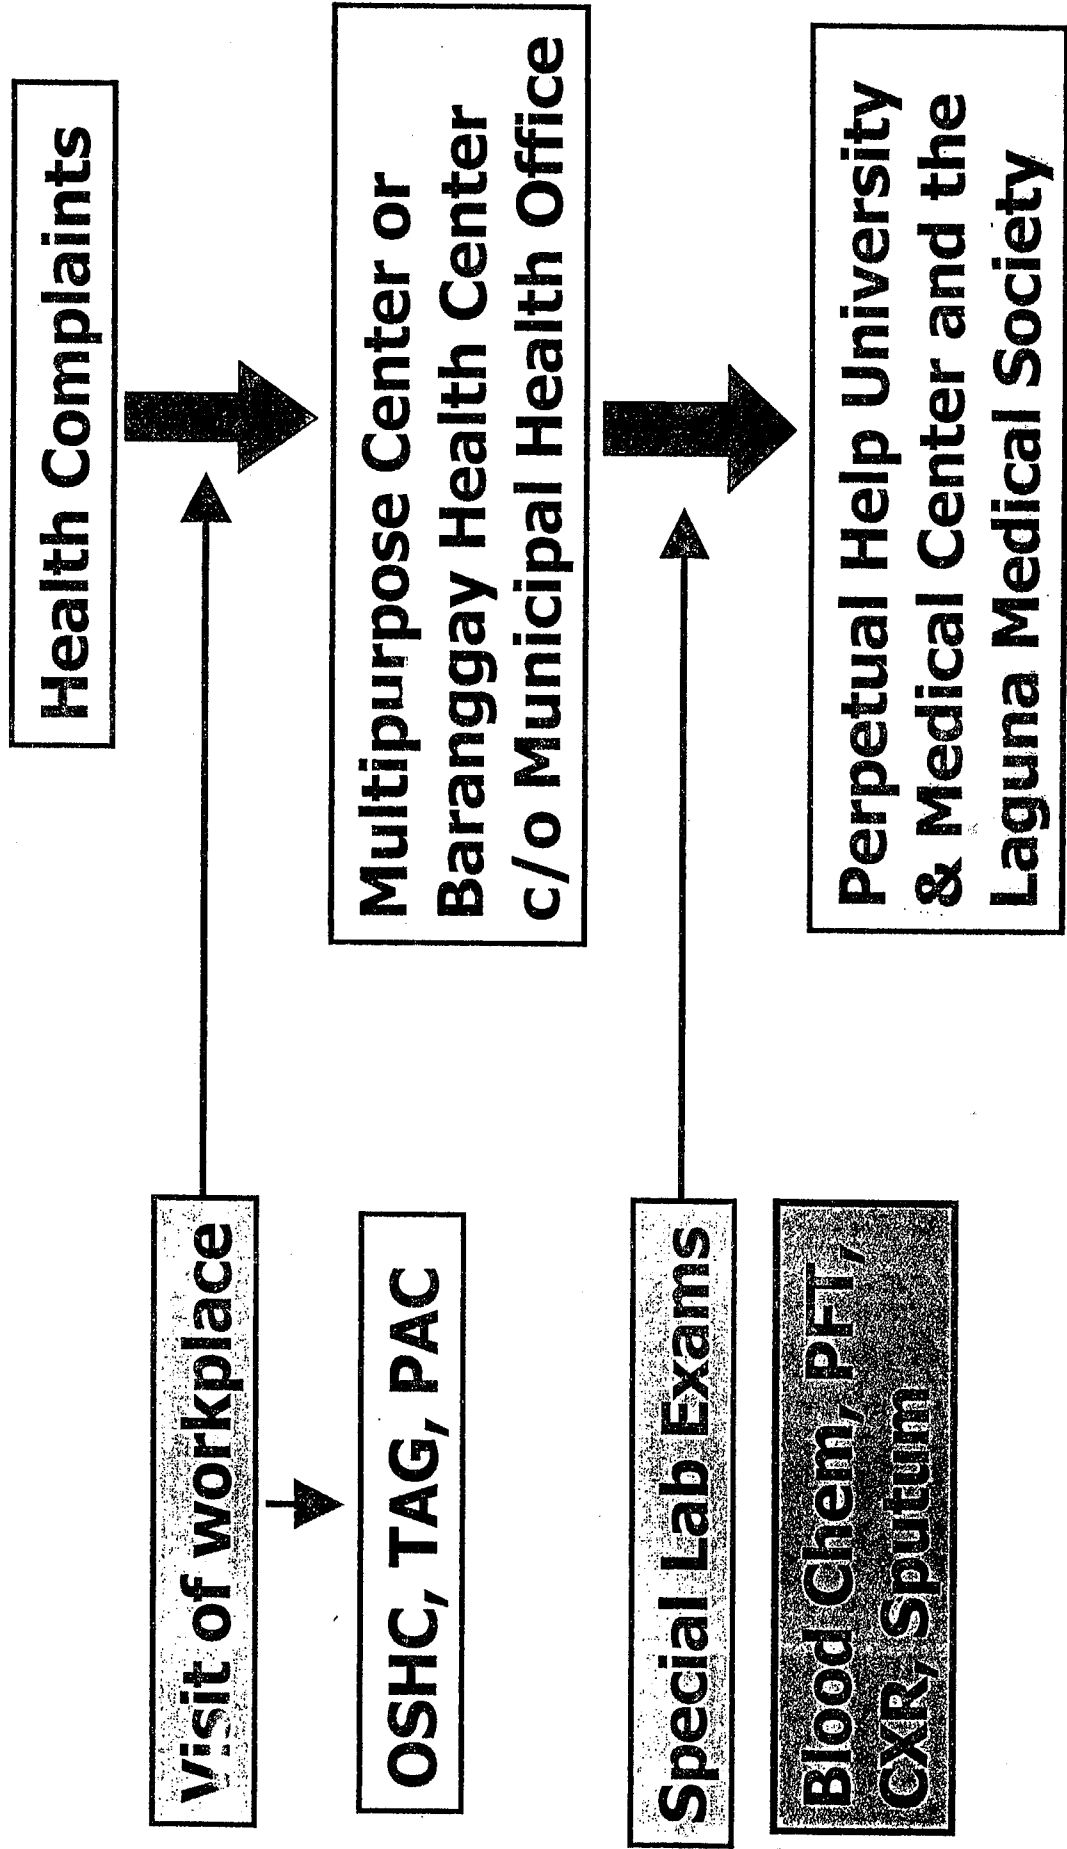 Health Complaints
Visit of workplace
Multipurpose Center or
Baranggay Health Center
c/o Municipal Health Office
OSHC, TAG, PAC
Special Lab Exams
Perpetual Help University
& Medical Center and the
Laguna Medical Society
Blood Chem, PFT,
CXR, Sputum